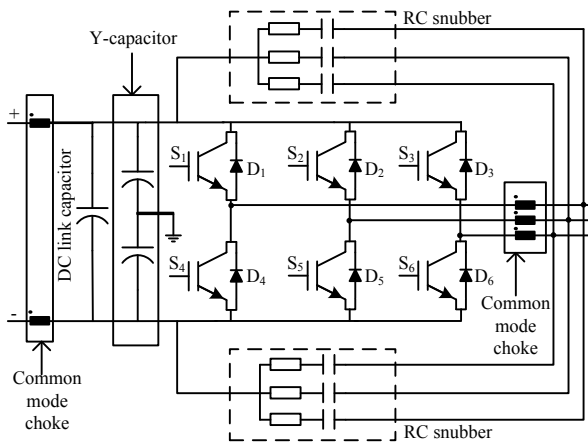 RC snubber
Y-capacitor
+
S1
D1
S2
D2
S3
D3
DC link capacitor
S4
D4
S5
D5
S6
D6
-
Common
mode
choke
Common
mode
choke
RC snubber